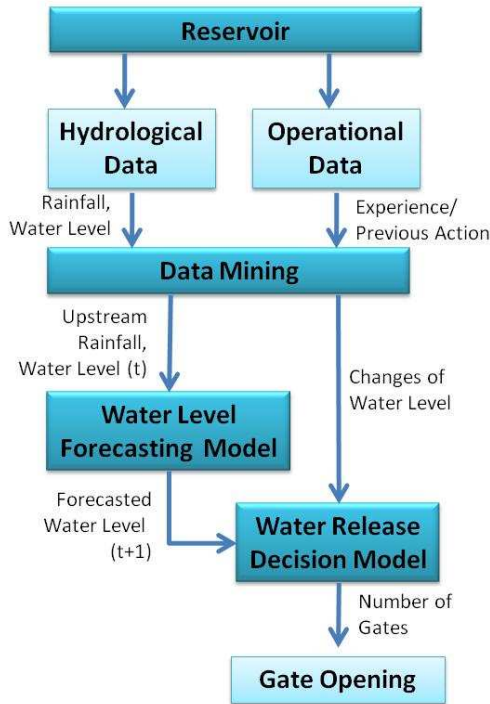 Reservoir
Hydrological
Data
Operational
Data
Rainfall,
Water Level
Experience/
Previous Action
Data Mining
Upstream
Rainfall,
Water Level (t)
Changes of
Water Level
Water Level
Forecasting Model
Forecasted
Water Level
(t+1)
Water Release
Decision Model
Number of
Gates
Gate Opening